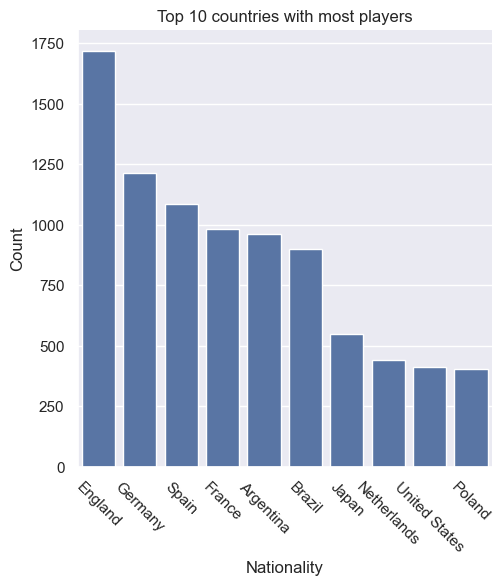 Top 10 countries with most players
1750
1500
1250
1000
750
500
250
0
Count
England
Germany
Spain
France
Argentina
Brazil
Japan
Netherlands
United States
Poland
Nationality